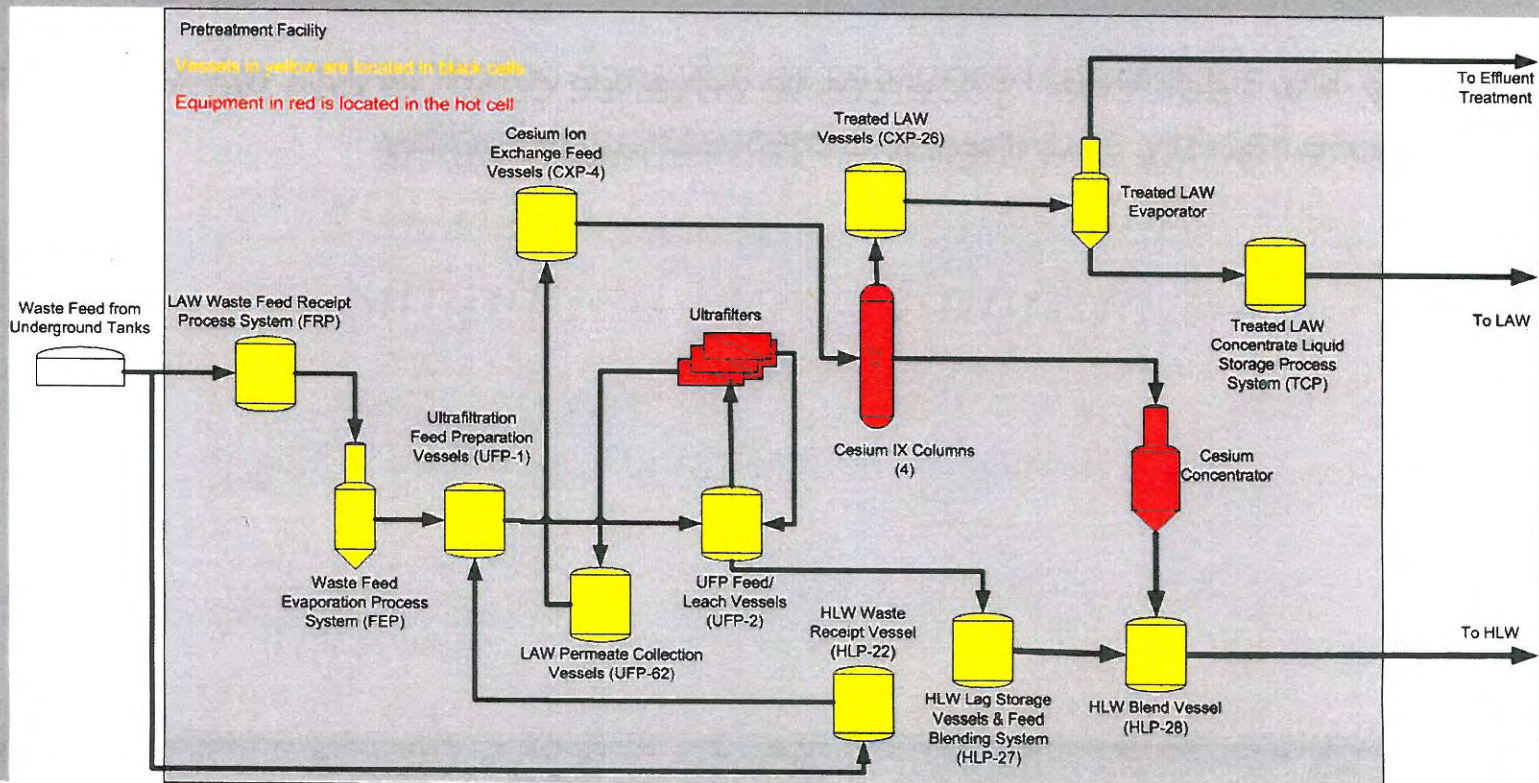 Pretreatment Facility
Vessels in yellow are located in black cells
Equipment in red is located in the hot cell
To Effluent
Treatment
Treated LAW
Vessels (CXP-26)
Cesium Ion
Exchange Feed
Vessels (CXP-4)
Treated LAW
Evaporator
Waste Feed from
Underground Tanks
LAW Waste Feed Receipt
Process System (FRP)
Ultrafilters
To LAW
Treated LAW
Concentrate Liquid
Storage Process
System (TCP)
Ultrafiltration
Feed Preparation
Vessels (UFP-1)
Cesium IX Columns
(4)
Cesium
Concentrator
Waste Feed
Evaporation Process
System (FEP)
UFP Feed/
Leach Vessels
(UFP-2)
HLW Waste
Receipt Vessel
(HLP-22)
To HLW
LAW Permeate Collection
Vessels (UFP-62)
HLW Lag Storage
Vessels & Feed
Blending System
(HLP-27)
HLW Blend Vessel
(HLP-28)